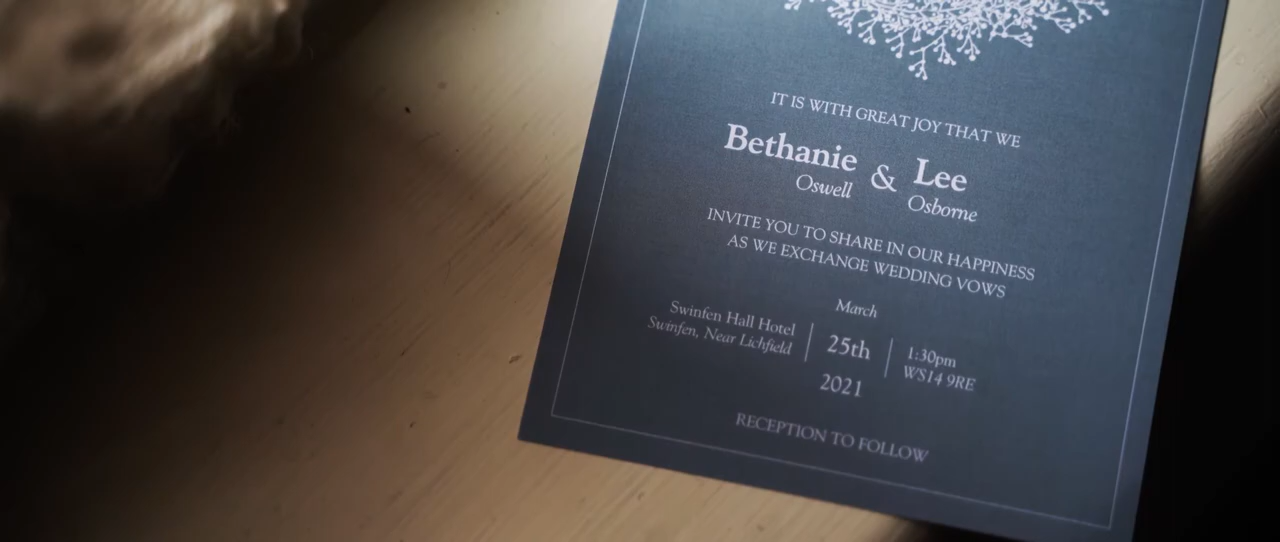 IT IS WITH GREAT JOY THAT WE
Bethanie & Lee
Oswell Osborne
INVITE YOU TO SHARE IN OUR HAPPINESS
AS WE EXCHANGE WEDDING VOWS
March
Swinfen Hall Hotel
Swinfen, Near Lichfield
25th
1:30pm
WS14 9RE
2021
RECEPTION TO FOLLOW